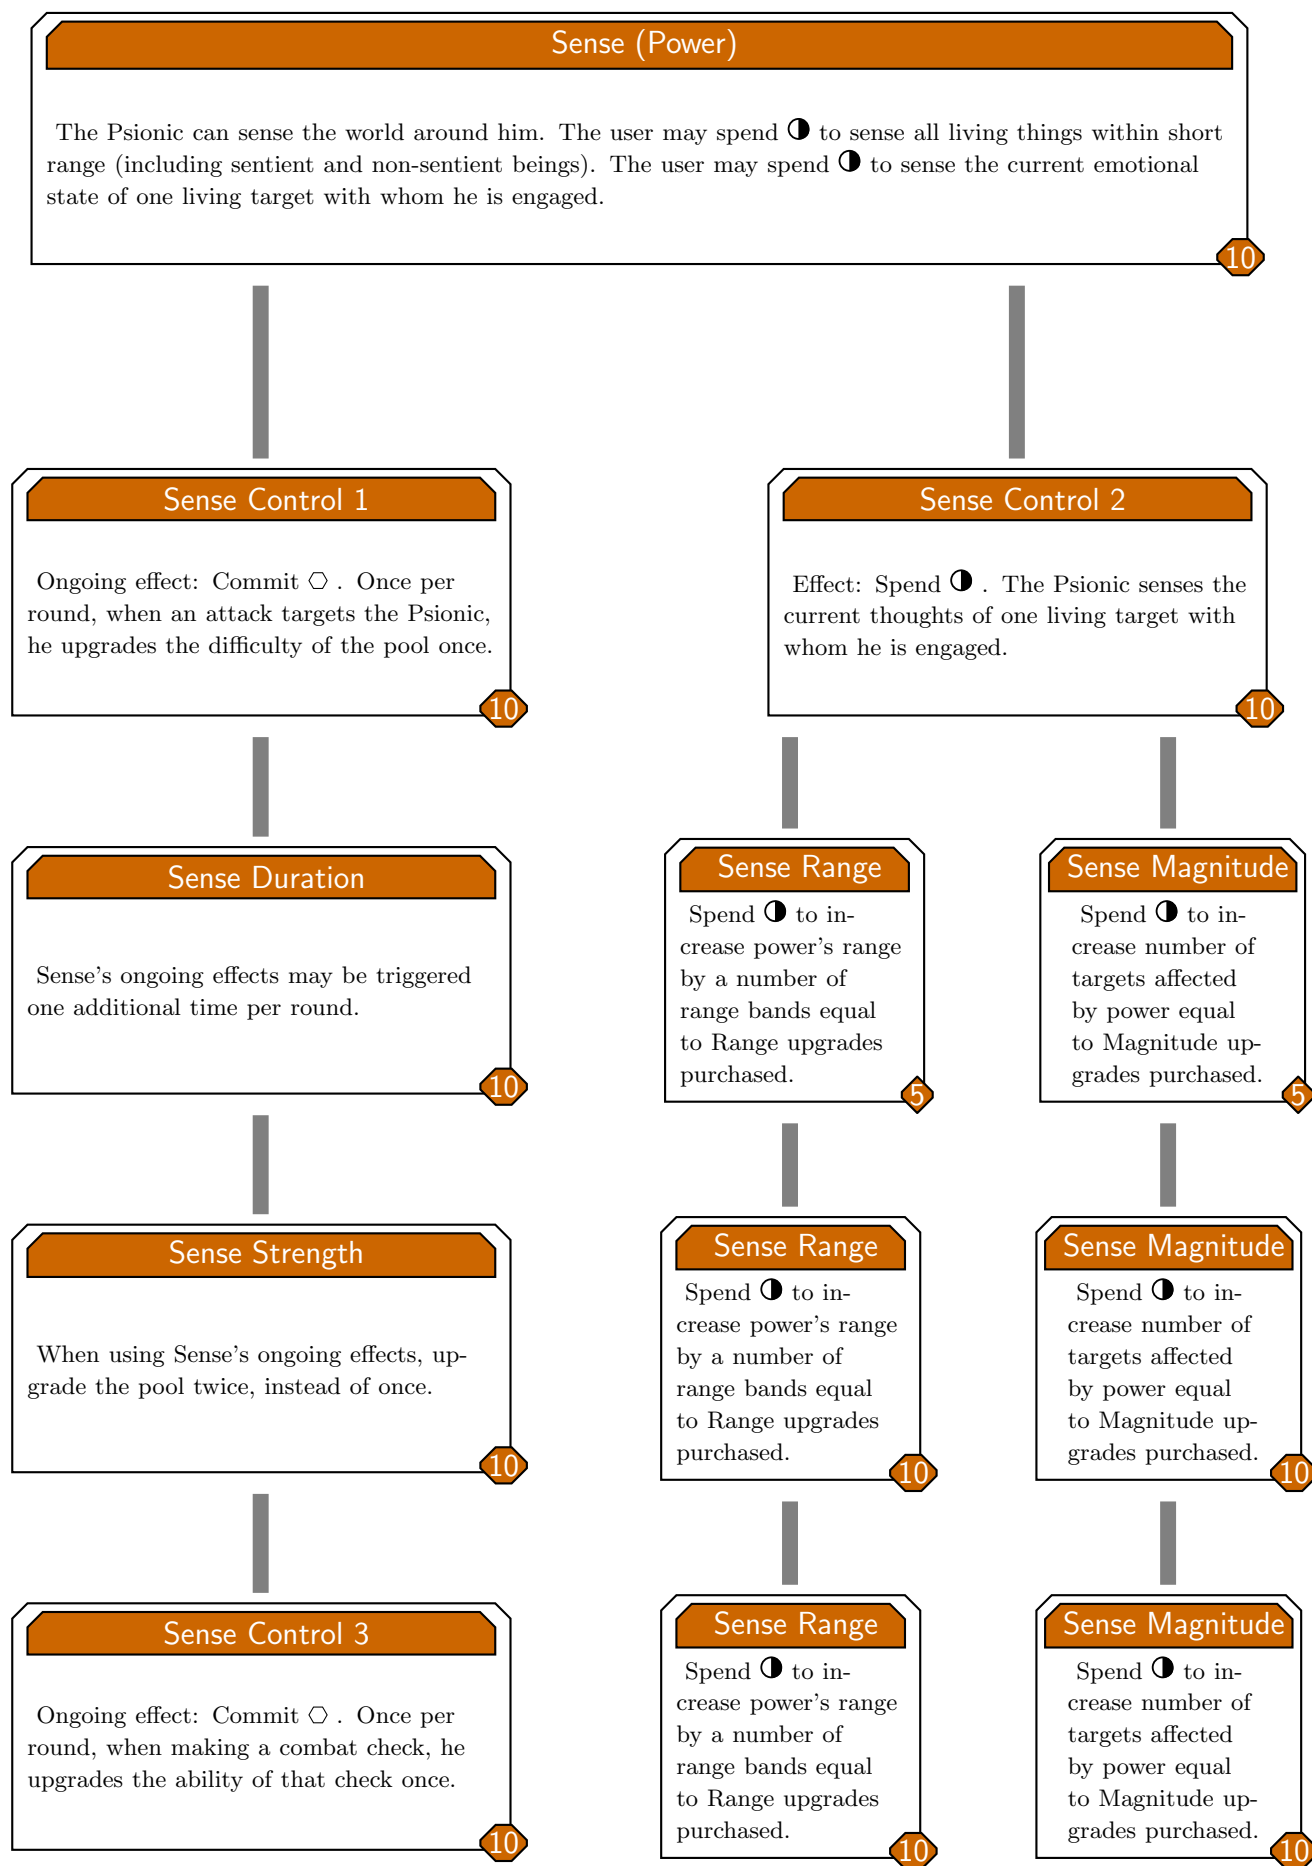 Sense (Power)
The Psionic can sense the world around him. The user may spend ◑ to sense all living things within short
range (including sentient and non-sentient beings). The user may spend ◑ to sense the current emotional
state of one living target with whom he is engaged.
10
Sense Control 1
Ongoing effect: Commit ⬡ . Once per
round, when an attack targets the Psionic,
he upgrades the difficulty of the pool once.
10
Sense Control 2
Effect: Spend ◑ . The Psionic senses the
current thoughts of one living target with
whom he is engaged.
10
Sense Duration
Sense's ongoing effects may be triggered
one additional time per round.
10
Sense Range
Spend ◑ to in-
crease power's range
by a number of
range bands equal
to Range upgrades
purchased.
5
Sense Magnitude
Spend ◑ to in-
crease number of
targets affected
by power equal
to Magnitude up-
grades purchased.
5
Sense Strength
When using Sense's ongoing effects, up-
grade the pool twice, instead of once.
10
Sense Range
Spend ◑ to in-
crease power's range
by a number of
range bands equal
to Range upgrades
purchased.
10
Sense Magnitude
Spend ◑ to in-
crease number of
targets affected
by power equal
to Magnitude up-
grades purchased.
10
Sense Control 3
Ongoing effect: Commit ⬡ . Once per
round, when making a combat check, he
upgrades the ability of that check once.
10
Sense Range
Spend ◑ to in-
crease power's range
by a number of
range bands equal
to Range upgrades
purchased.
10
Sense Magnitude
Spend ◑ to in-
crease number of
targets affected
by power equal
to Magnitude up-
grades purchased.
10